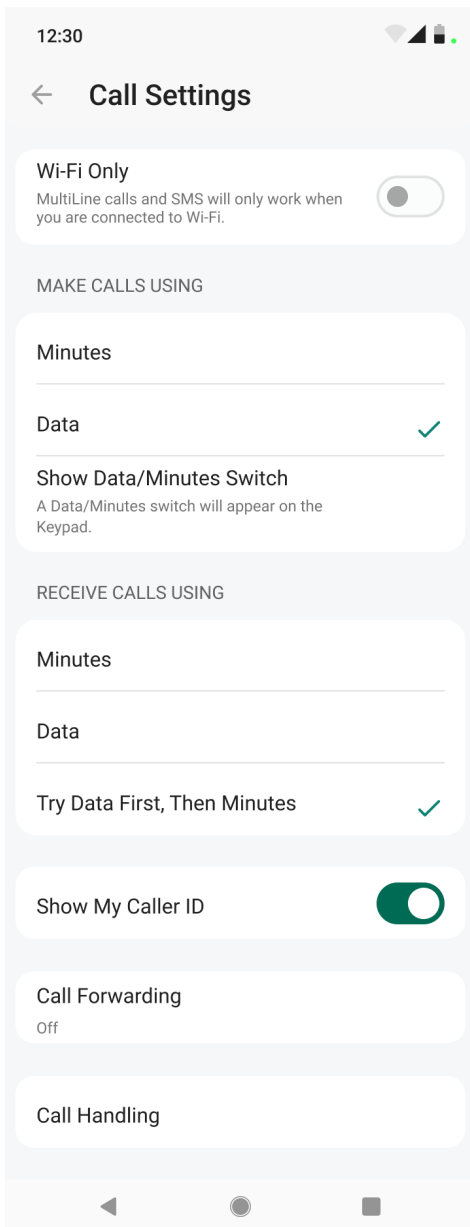 12:30
Call Settings
Wi-Fi Only
MultiLine calls and SMS will only work when
you are connected to Wi-Fi.
MAKE CALLS USING
Minutes
Data
Show Data/Minutes Switch
A Data/Minutes switch will appear on the
Keypad.
RECEIVE CALLS USING
Minutes
Data
Try Data First, Then Minutes
Show My Caller ID
Call Forwarding
Off
Call Handling